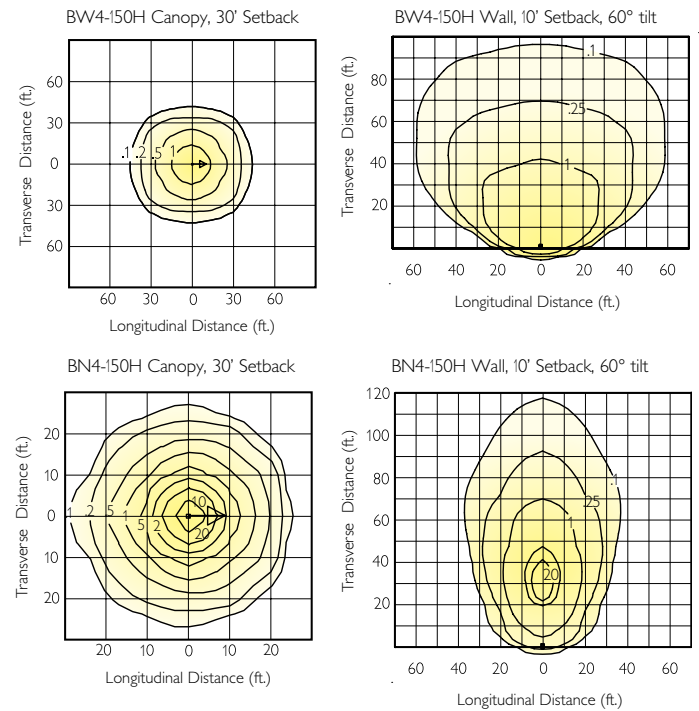 BW4-150H Canopy, 30' Setback
60
30
0
30
60
Transverse Distance (ft.)
.1 .2 .5 1
60 30 0 30 60
Longitudinal Distance (ft.)
BW4-150H Wall, 10' Setback, 60° tilt
80
60
40
20
Transverse Distance (ft.)
.1
.25
1
60 40 20 0 20 40 60
Longitudinal Distance (ft.)
BN4-150H Canopy, 30' Setback
20
10
0
10
20
Transverse Distance (ft.)
.1 .2 .5 1
5 2
10
20
20 10 0 10 20
Longitudinal Distance (ft.)
BN4-150H Wall, 10' Setback, 60° tilt
120
100
80
60
40
20
Transverse Distance (ft.)
.1
.25
1
20
60 40 20 0 20 40 60
Longitudinal Distance (ft.)